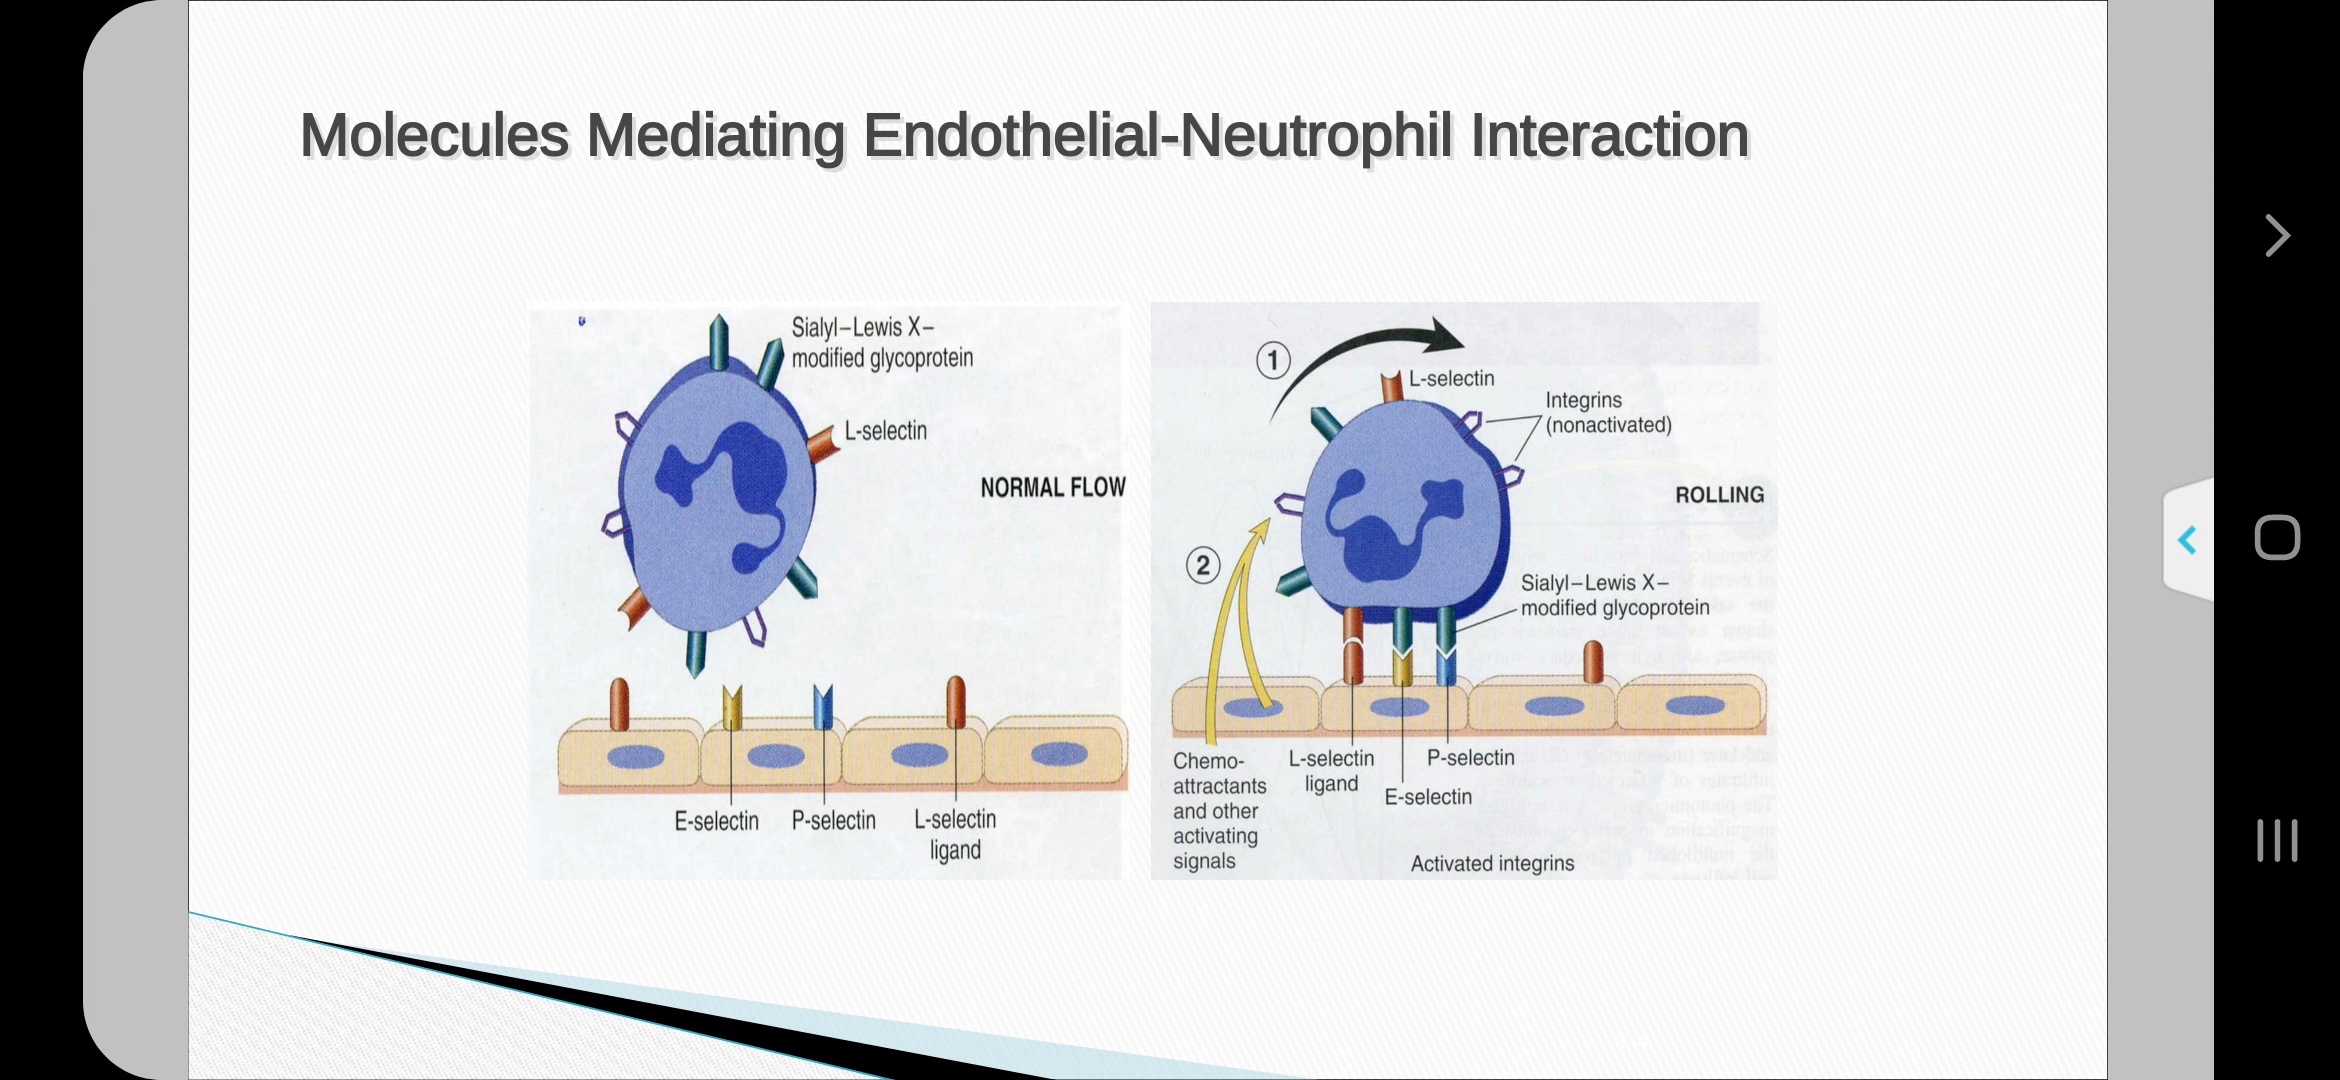 Molecules Mediating Endothelial-Neutrophil Interaction
Sialyl–Lewis X–
modified glycoprotein
L-selectin
NORMAL FLOW
E-selectin
P-selectin
L-selectin
ligand
1
L-selectin
Integrins
(nonactivated)
ROLLING
2
Sialyl–Lewis X–
modified glycoprotein
Chemo-
attractants
and other
activating
signals
L-selectin
ligand
E-selectin
P-selectin
Activated integrins